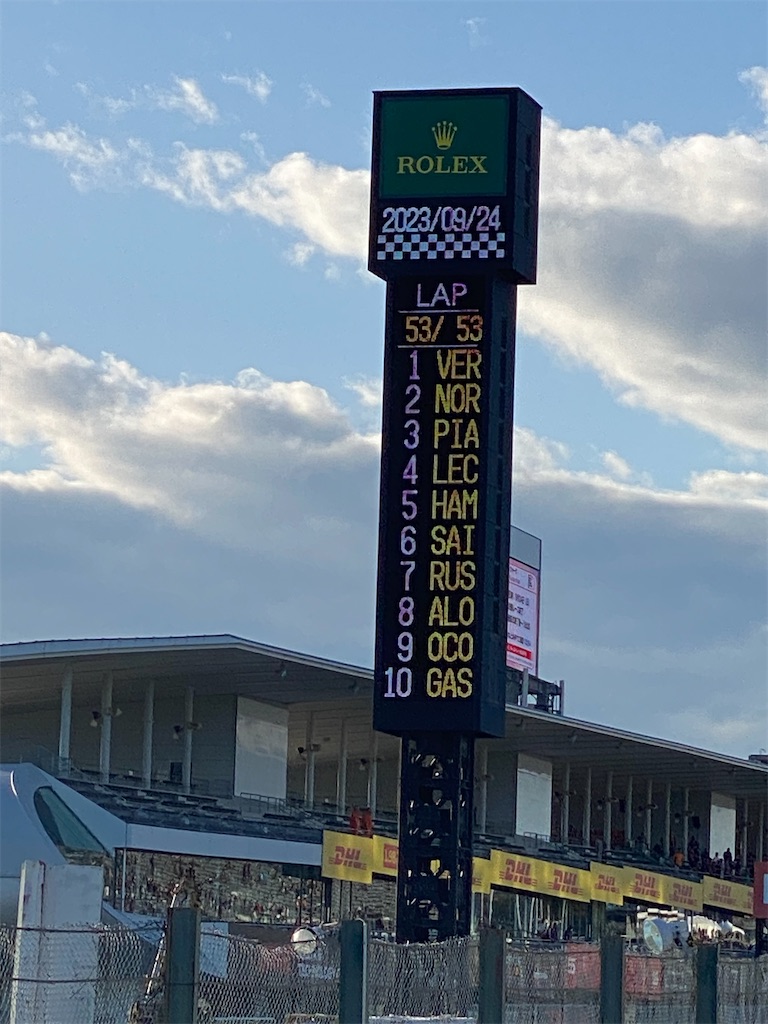 ROLEX
2023/09/24
LAP
53/ 53
1 VER
2 NOR
3 PIA
4 LEC
5 HAM
6 SAI
7 RUS
8 ALO
9 OCO
10 GAS
DHL
DHL
DHL
DHL
DHL
DHL
DHL